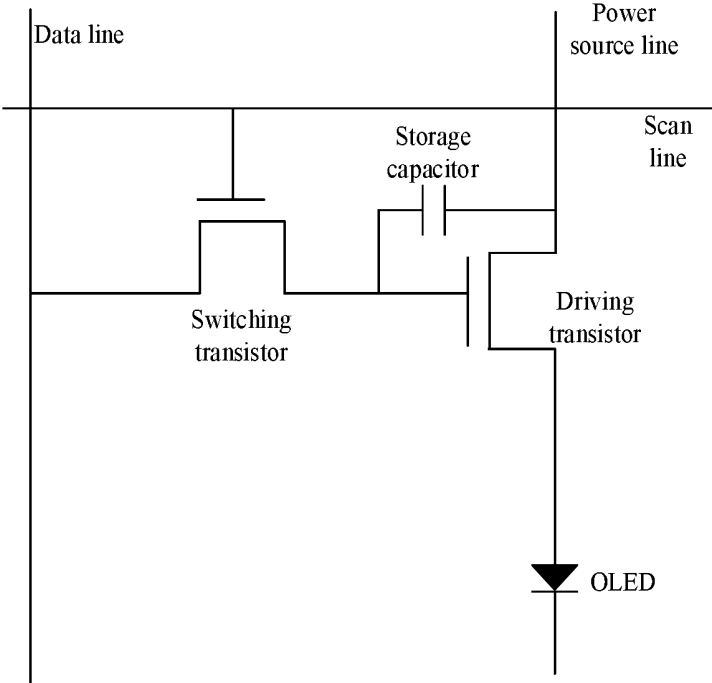 Data line
Power
source line
Scan
line
Storage
capacitor
Switching
transistor
Driving
transistor
OLED